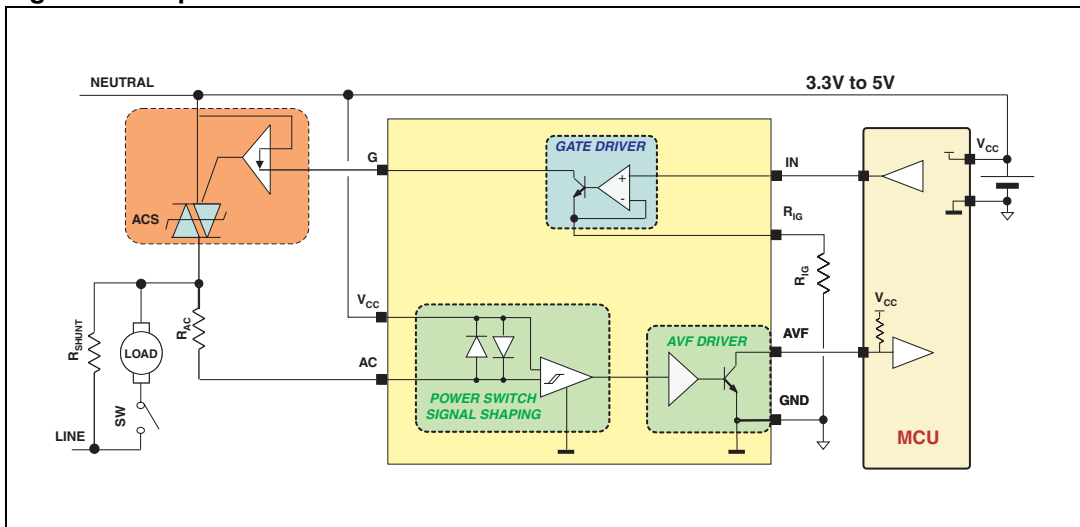 NEUTRAL
3.3V to 5V
ACS
G
GATE DRIVER
+
-
IN
RIG
RIG
VCC
VCC
RSHUNT
LOAD
SW
LINE
RAC
VCC
AC
POWER SWITCH
SIGNAL SHAPING
AVF DRIVER
AVF
GND
MCU